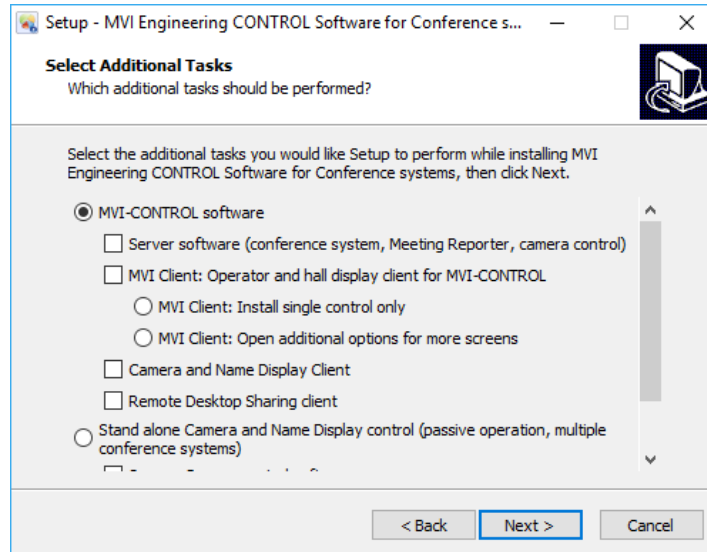 Setup - MVI Engineering CONTROL Software for Conference s...
Select Additional Tasks
Which additional tasks should be performed?
Select the additional tasks you would like Setup to perform while installing MVI
Engineering CONTROL Software for Conference systems, then click Next.
MVI-CONTROL software
Server software (conference system, Meeting Reporter, camera control)
MVI Client: Operator and hall display client for MVI-CONTROL
MVI Client: Install single control only
MVI Client: Open additional options for more screens
Camera and Name Display Client
Remote Desktop Sharing client
Stand alone Camera and Name Display control (passive operation, multiple
conference systems)
< Back Next > Cancel